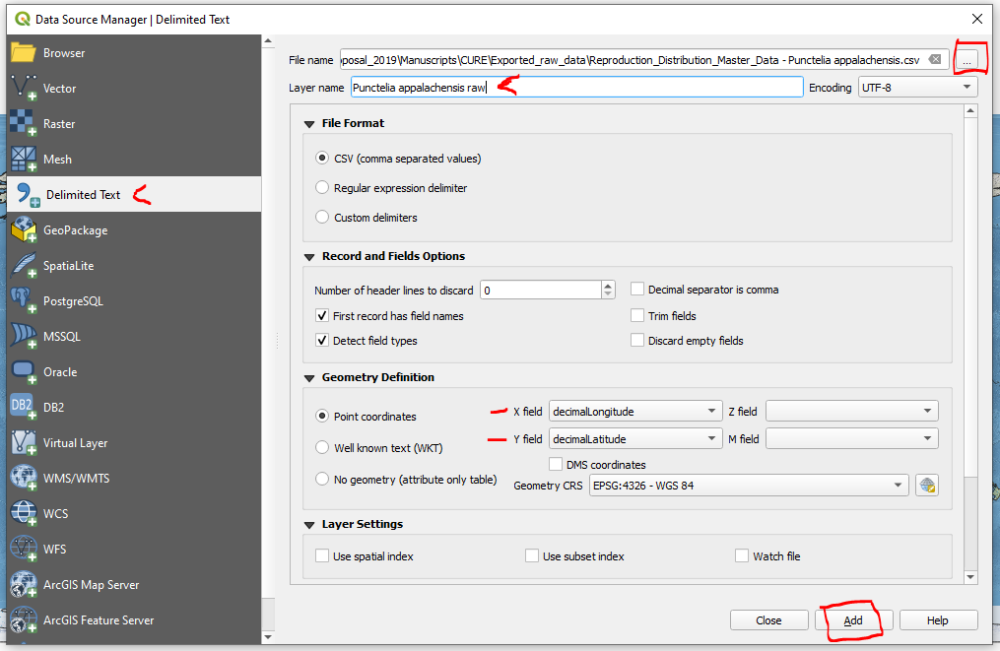 Data Source Manager | Delimited Text
Browser
Vector
Raster
Mesh
Delimited Text
GeoPackage
SpatiaLite
PostgreSQL
MSSQL
Oracle
DB2
DB2
Virtual Layer
WMS/WMTS
WCS
WFS
ArcGIS Map Server
ArcGIS Feature Server
File name oposal_2019\Manuscripts\CURE\Exported_raw_data\Reproduction_Distribution_Master_Data - Punctelia appalachensis.csv ...
Layer name Punctelia appalachensis raw Encoding UTF-8
File Format
CSV (comma separated values)
Regular expression delimiter
Custom delimiters
Record and Fields Options
Number of header lines to discard 0 Decimal separator is comma
First record has field names Trim fields
Detect field types Discard empty fields
Geometry Definition
Point coordinates X field decimalLongitude Z field
Y field decimalLatitude M field
Well known text (WKT)
DMS coordinates
No geometry (attribute only table) Geometry CRS EPSG:4326 - WGS 84
Layer Settings
Use spatial index Use subset index Watch file
Close Add Help